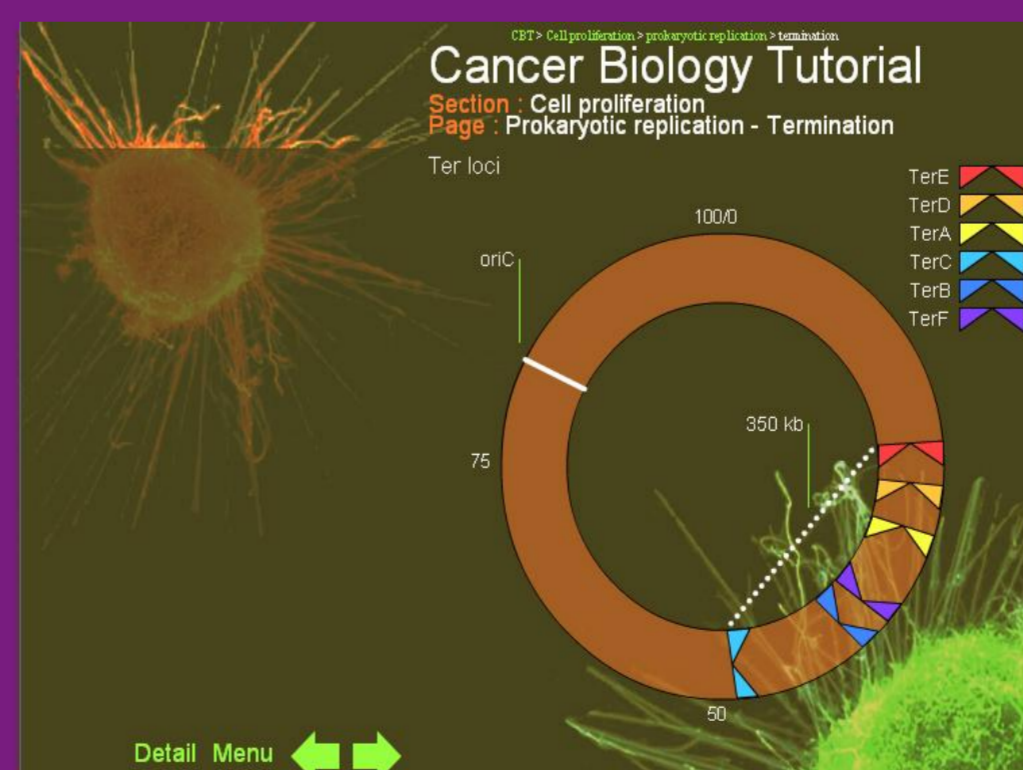 CBT > Cell proliferation > prokaryotic replication > termination
Cancer Biology Tutorial
Section : Cell proliferation
Page : Prokaryotic replication - Termination
Ter loci
TerE
TerD
TerA
TerC
TerB
TerF
100/0
oriC
350 kb
75
50
Detail Menu